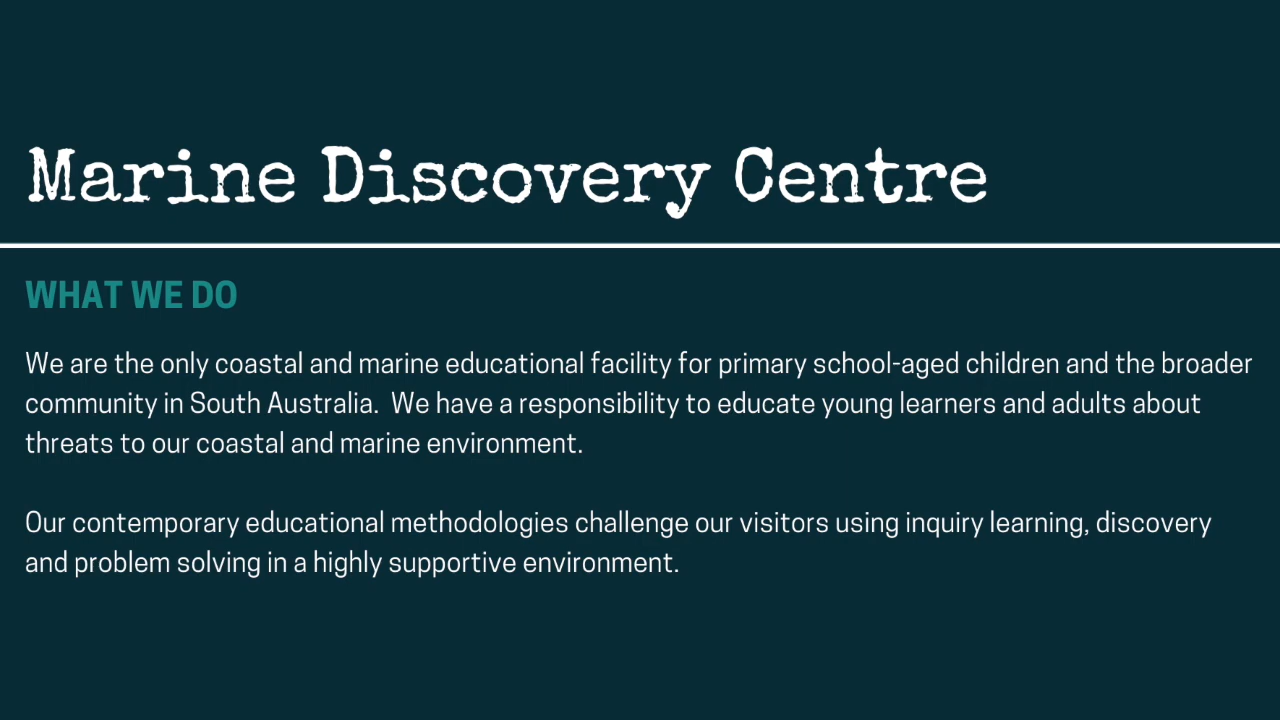 Marine Discovery Centre
WHAT WE DO
We are the only coastal and marine educational facility for primary school-aged children and the broader
community in South Australia.  We have a responsibility to educate young learners and adults about
threats to our coastal and marine environment.
Our contemporary educational methodologies challenge our visitors using inquiry learning, discovery
and problem solving in a highly supportive environment.